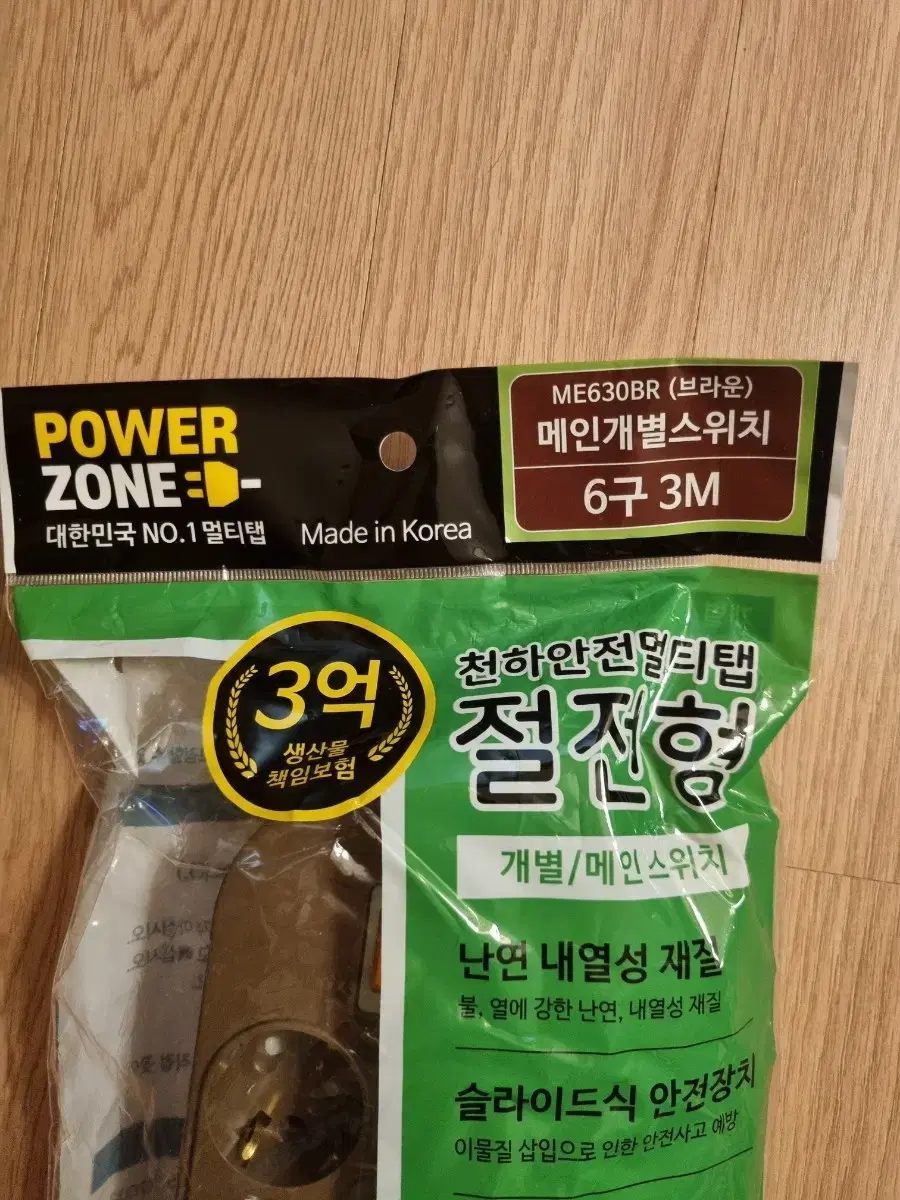 POWER
ZONE
대한민국 NO.1 멀티탭
Made in Korea
ME630BR (브라운)
메인개별스위치
6구 3M
3억
생산물
책임보험
천하안전멀티탭
절전형
개별/메인스위치
난연 내열성 재질
불, 열에 강한 난연, 내열성 재질
슬라이드식 안전장치
이물질 삽입으로 인한 안전사고 예방